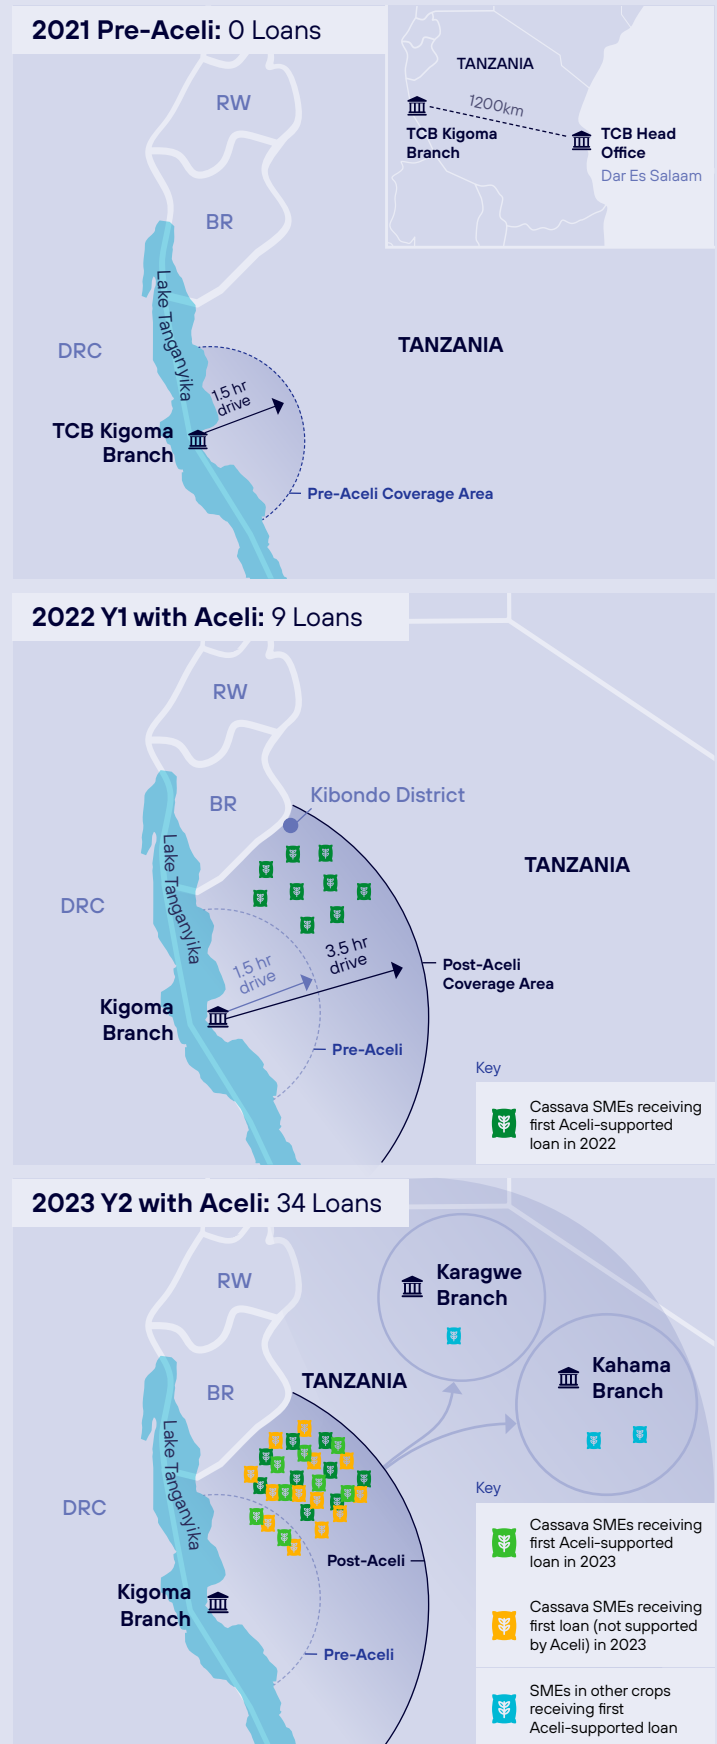 2021 Pre-Aceli: 0 Loans
TANZANIA
1200km
TCB Kigoma
Branch
TCB Head
Office
Dar Es Salaam
RW
BR
Lake Tanganyika
DRC
TANZANIA
1.5 hr
drive
TCB Kigoma
Branch
Pre-Aceli Coverage Area
2022 Y1 with Aceli: 9 Loans
RW
BR
Kibondo District
Lake Tanganyika
TANZANIA
DRC
3.5 hr
drive
1.5 hr
drive
Post-Aceli
Coverage Area
Kigoma
Branch
Pre-Aceli
Key
Cassava SMEs receiving
first Aceli-supported
loan in 2022
2023 Y2 with Aceli: 34 Loans
RW
Karagwe
Branch
BR
TANZANIA
Kahama
Branch
Lake Tanganyika
DRC
Post-Aceli
Kigoma
Branch
Pre-Aceli
Key
Cassava SMEs receiving
first Aceli-supported
loan in 2023
Cassava SMEs receiving
first loan (not supported
by Aceli) in 2023
SMEs in other crops
receiving first
Aceli-supported loan